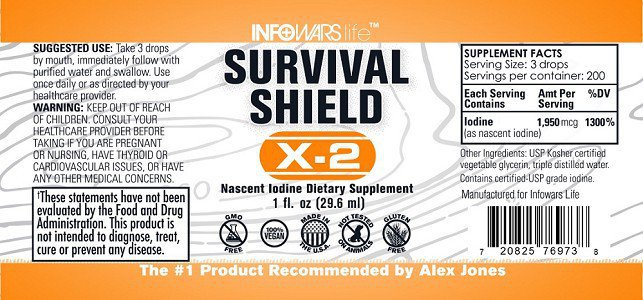 INFOWARS life™
SUGGESTED USE: Take 3 drops
by mouth, immediately follow with
purified water and swallow. Use
once daily or as directed by your
healthcare provider.
WARNING: KEEP OUT OF REACH
OF CHILDREN. CONSULT YOUR
HEALTHCARE PROVIDER BEFORE
TAKING IF YOU ARE PREGNANT
OR NURSING, HAVE THYROID OR
CARDIOVASCULAR ISSUES, OR HAVE
ANY OTHER MEDICAL CONCERNS.
†These statements have not been
evaluated by the Food and Drug
Administration. This product is
not intended to diagnose, treat,
cure or prevent any disease.
SURVIVAL
SHIELD
X-2
Nascent Iodine Dietary Supplement
1 fl. oz (29.6 ml)
GMO
FREE
100%
VEGAN
MADE IN
THE U.S.A.
NOT TESTED
ON ANIMALS
GLUTEN
FREE
SUPPLEMENT FACTS
Serving Size: 3 drops
Servings per container: 200
Each Serving Contains Amt Per Serving %DV
Iodine 1,950 mcg 1300%
(as nascent iodine)
Other Ingredients: USP Kosher certified
vegetable glycerin, triple distilled water.
Contains certified-USP grade iodine.
Manufactured for Infowars Life
7 20825 76973 8
The #1 Product Recommended by Alex Jones